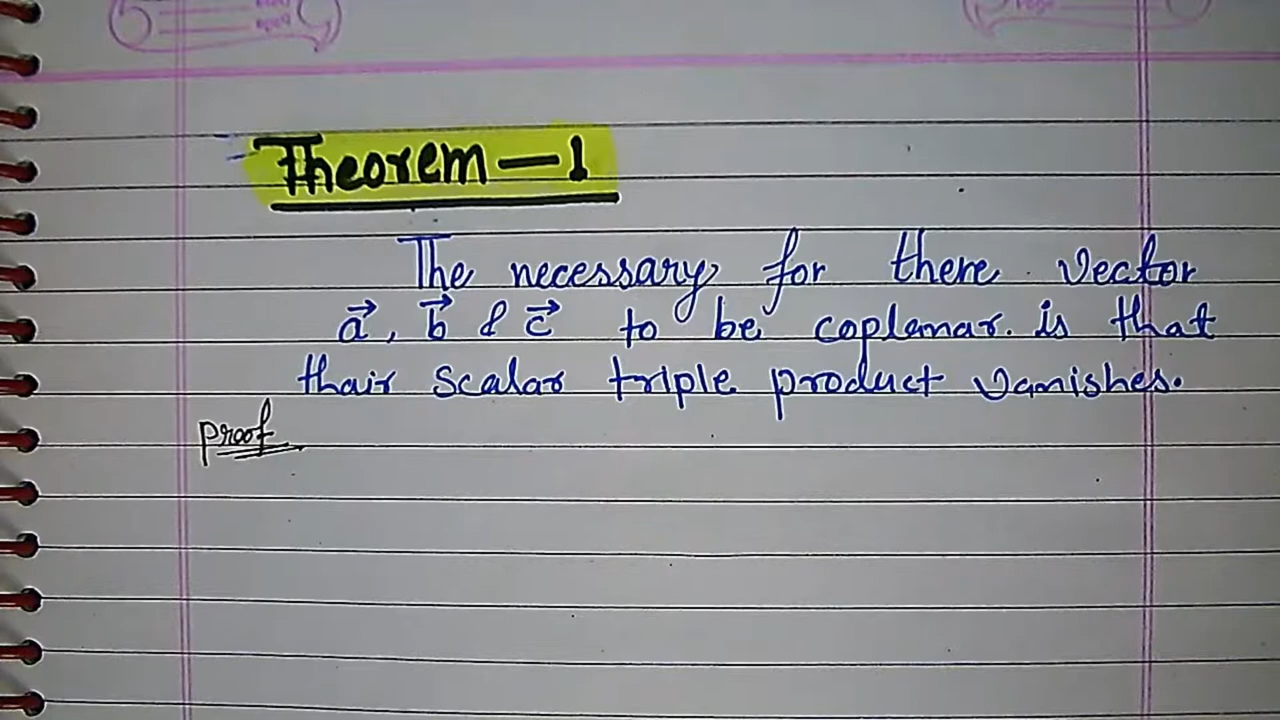 Theorem — 1
The necessary for there vector
a⃗, b⃗ & c⃗ to be coplanar. is that
thair scalar triple product vanishes.
Proof